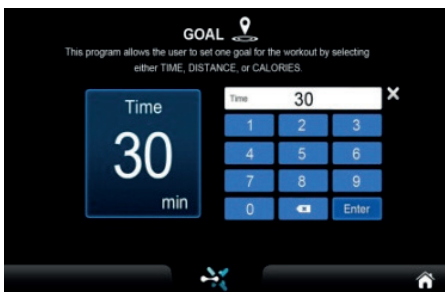 GOAL
This program allows the user to set one goal for the workout by selecting
either TIME, DISTANCE, or CALORIES.
Time
30
min
Time 30
1 2 3
4 5 6
7 8 9
0 Enter